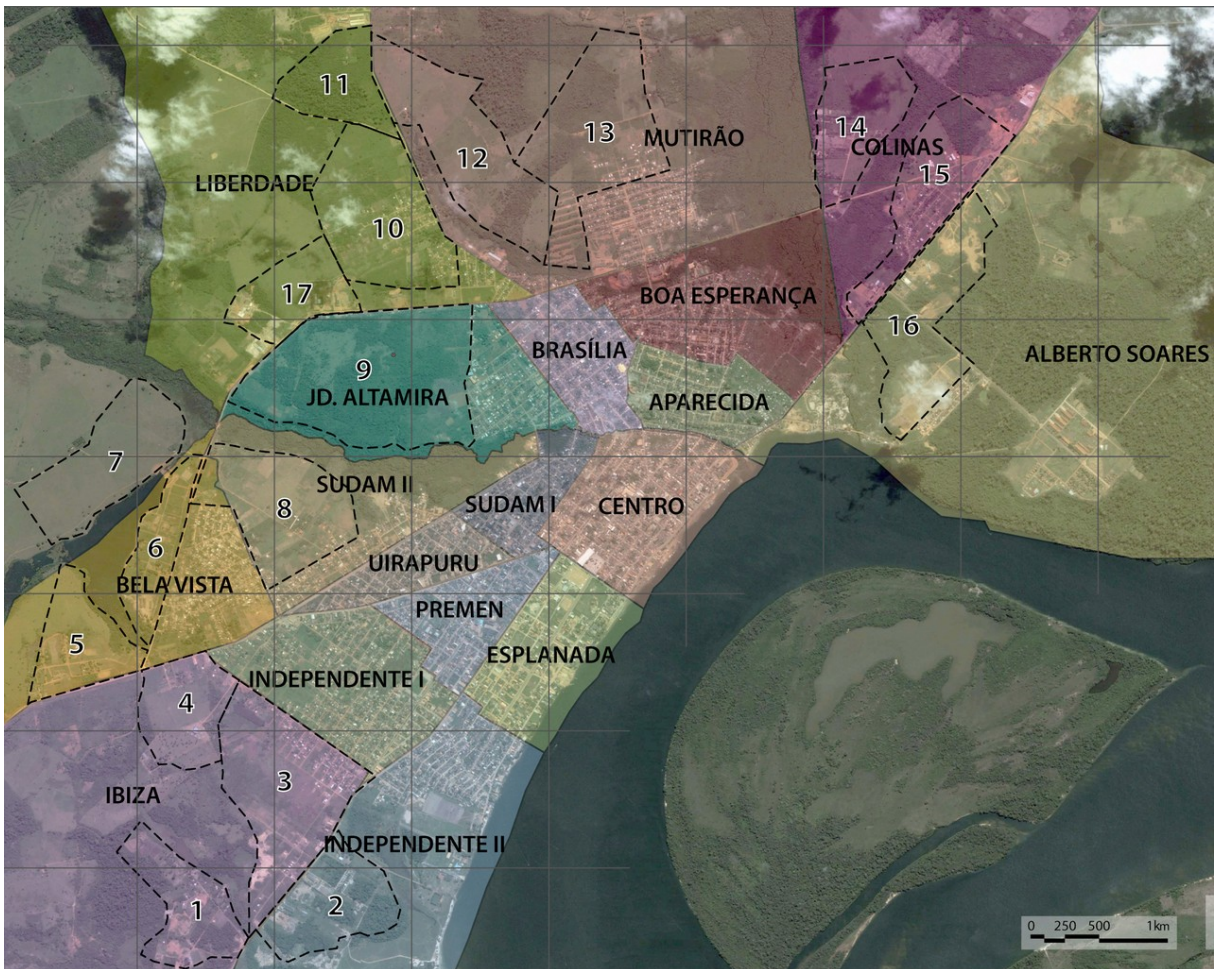 11
12
13
MUTIRÃO
14
COLINAS
15
LIBERDADE
10
17
BOA ESPERANÇA
16
BRASÍLIA
ALBERTO SOARES
9
JD. ALTAMIRA
APARECIDA
7
SUDAM II
8
SUDAM I
CENTRO
6
UIRAPURU
BELA VISTA
PREMEN
5
ESPLANADA
INDEPENDENTE I
4
3
IBIZA
INDEPENDENTE II
1
2
0 250 500 1km